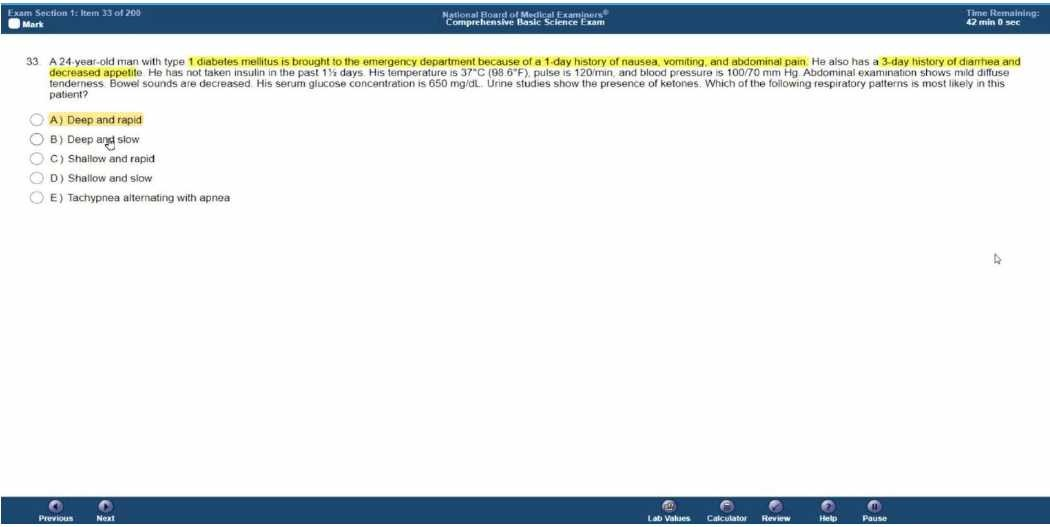 Exam Section 1: Item 33 of 200
National Board of Medical Examiners®
Time Remaining:
Mark
Comprehensive Basic Science Exam
42 min 0 sec
33. A 24-year-old man with type 1 diabetes mellitus is brought to the emergency department because of a 1-day history of nausea, vomiting, and abdominal pain. He also has a 3-day history of diarrhea and
decreased appetite. He has not taken insulin in the past 1½ days. His temperature is 37°C (98.6°F), pulse is 120/min, and blood pressure is 100/70 mm Hg. Abdominal examination shows mild diffuse
tenderness. Bowel sounds are decreased. His serum glucose concentration is 650 mg/dL. Urine studies show the presence of ketones. Which of the following respiratory patterns is most likely in this
patient?
A) Deep and rapid
B) Deep and slow
C) Shallow and rapid
D) Shallow and slow
E) Tachypnea alternating with apnea
Previous
Next
Lab Values
Calculator
Review
Help
Pause